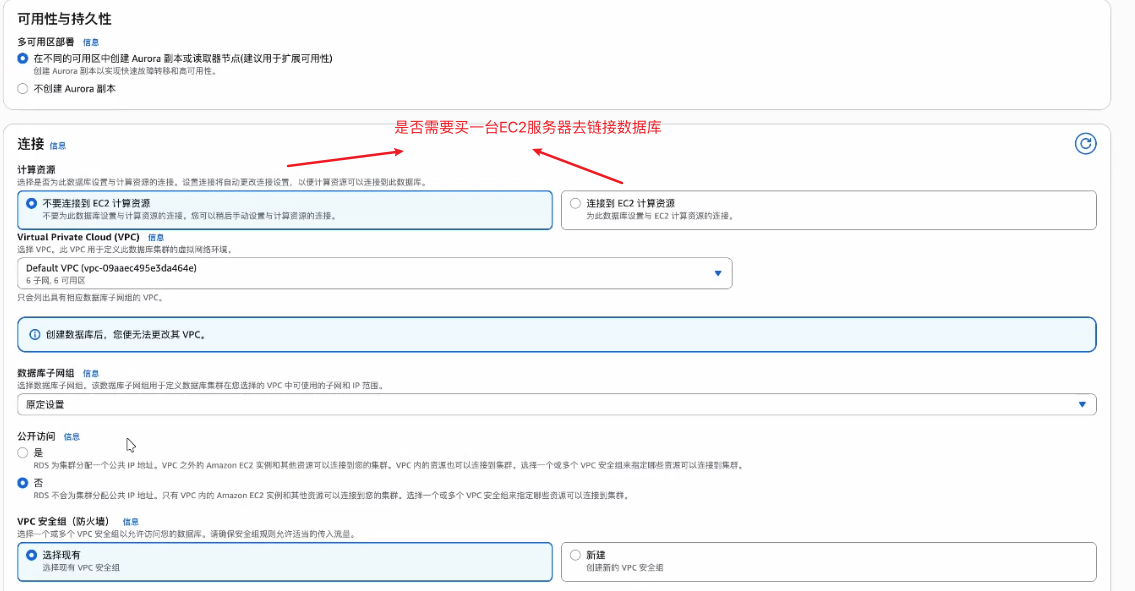 可用性与持久性
多可用区部署 信息
在不同的可用区中创建 Aurora 副本或读取器节点(建议用于扩展可用性)
创建 Aurora 副本以实现快速故障转移和高可用性。
不创建 Aurora 副本
是否需要买一台EC2服务器去链接数据库
连接 信息
计算资源
选择是否为此数据库设置与计算资源的连接。设置连接将自动更改连接设置，以便计算资源可以连接到此数据库。
不要连接到 EC2 计算资源
不要为此数据库设置与计算资源的连接。您可以稍后手动设置与计算资源的连接。
连接到 EC2 计算资源
为此数据库设置与 EC2 计算资源的连接。
Virtual Private Cloud (VPC) 信息
选择 VPC。此 VPC 用于定义此数据库集群的虚拟网络环境。
Default VPC (vpc-09aaec495e3da464e)
6 子网, 6 可用区
只会列出具有相应数据库子网组的 VPC。
创建数据库后，您便无法更改其 VPC。
数据库子网组 信息
选择数据库子网组。该数据库子网组用于定义数据库集群在您选择的 VPC 中可使用的子网和 IP 范围。
原定设置
公开访问 信息
是
RDS 为集群分配一个公共 IP 地址。VPC 之外的 Amazon EC2 实例和其他资源可以连接到您的集群。VPC 内的资源也可以连接到集群。选择一个或多个 VPC 安全组来指定哪些资源可以连接到集群。
否
RDS 不会为集群分配公共 IP 地址。只有 VPC 内的 Amazon EC2 实例和其他资源可以连接到您的集群。选择一个或多个 VPC 安全组来指定哪些资源可以连接到集群。
VPC 安全组（防火墙） 信息
选择一个或多个 VPC 安全组以允许访问您的数据库。请确保安全组规则允许适当的传入流量。
选择现有
选择现有 VPC 安全组
新建
创建新的 VPC 安全组